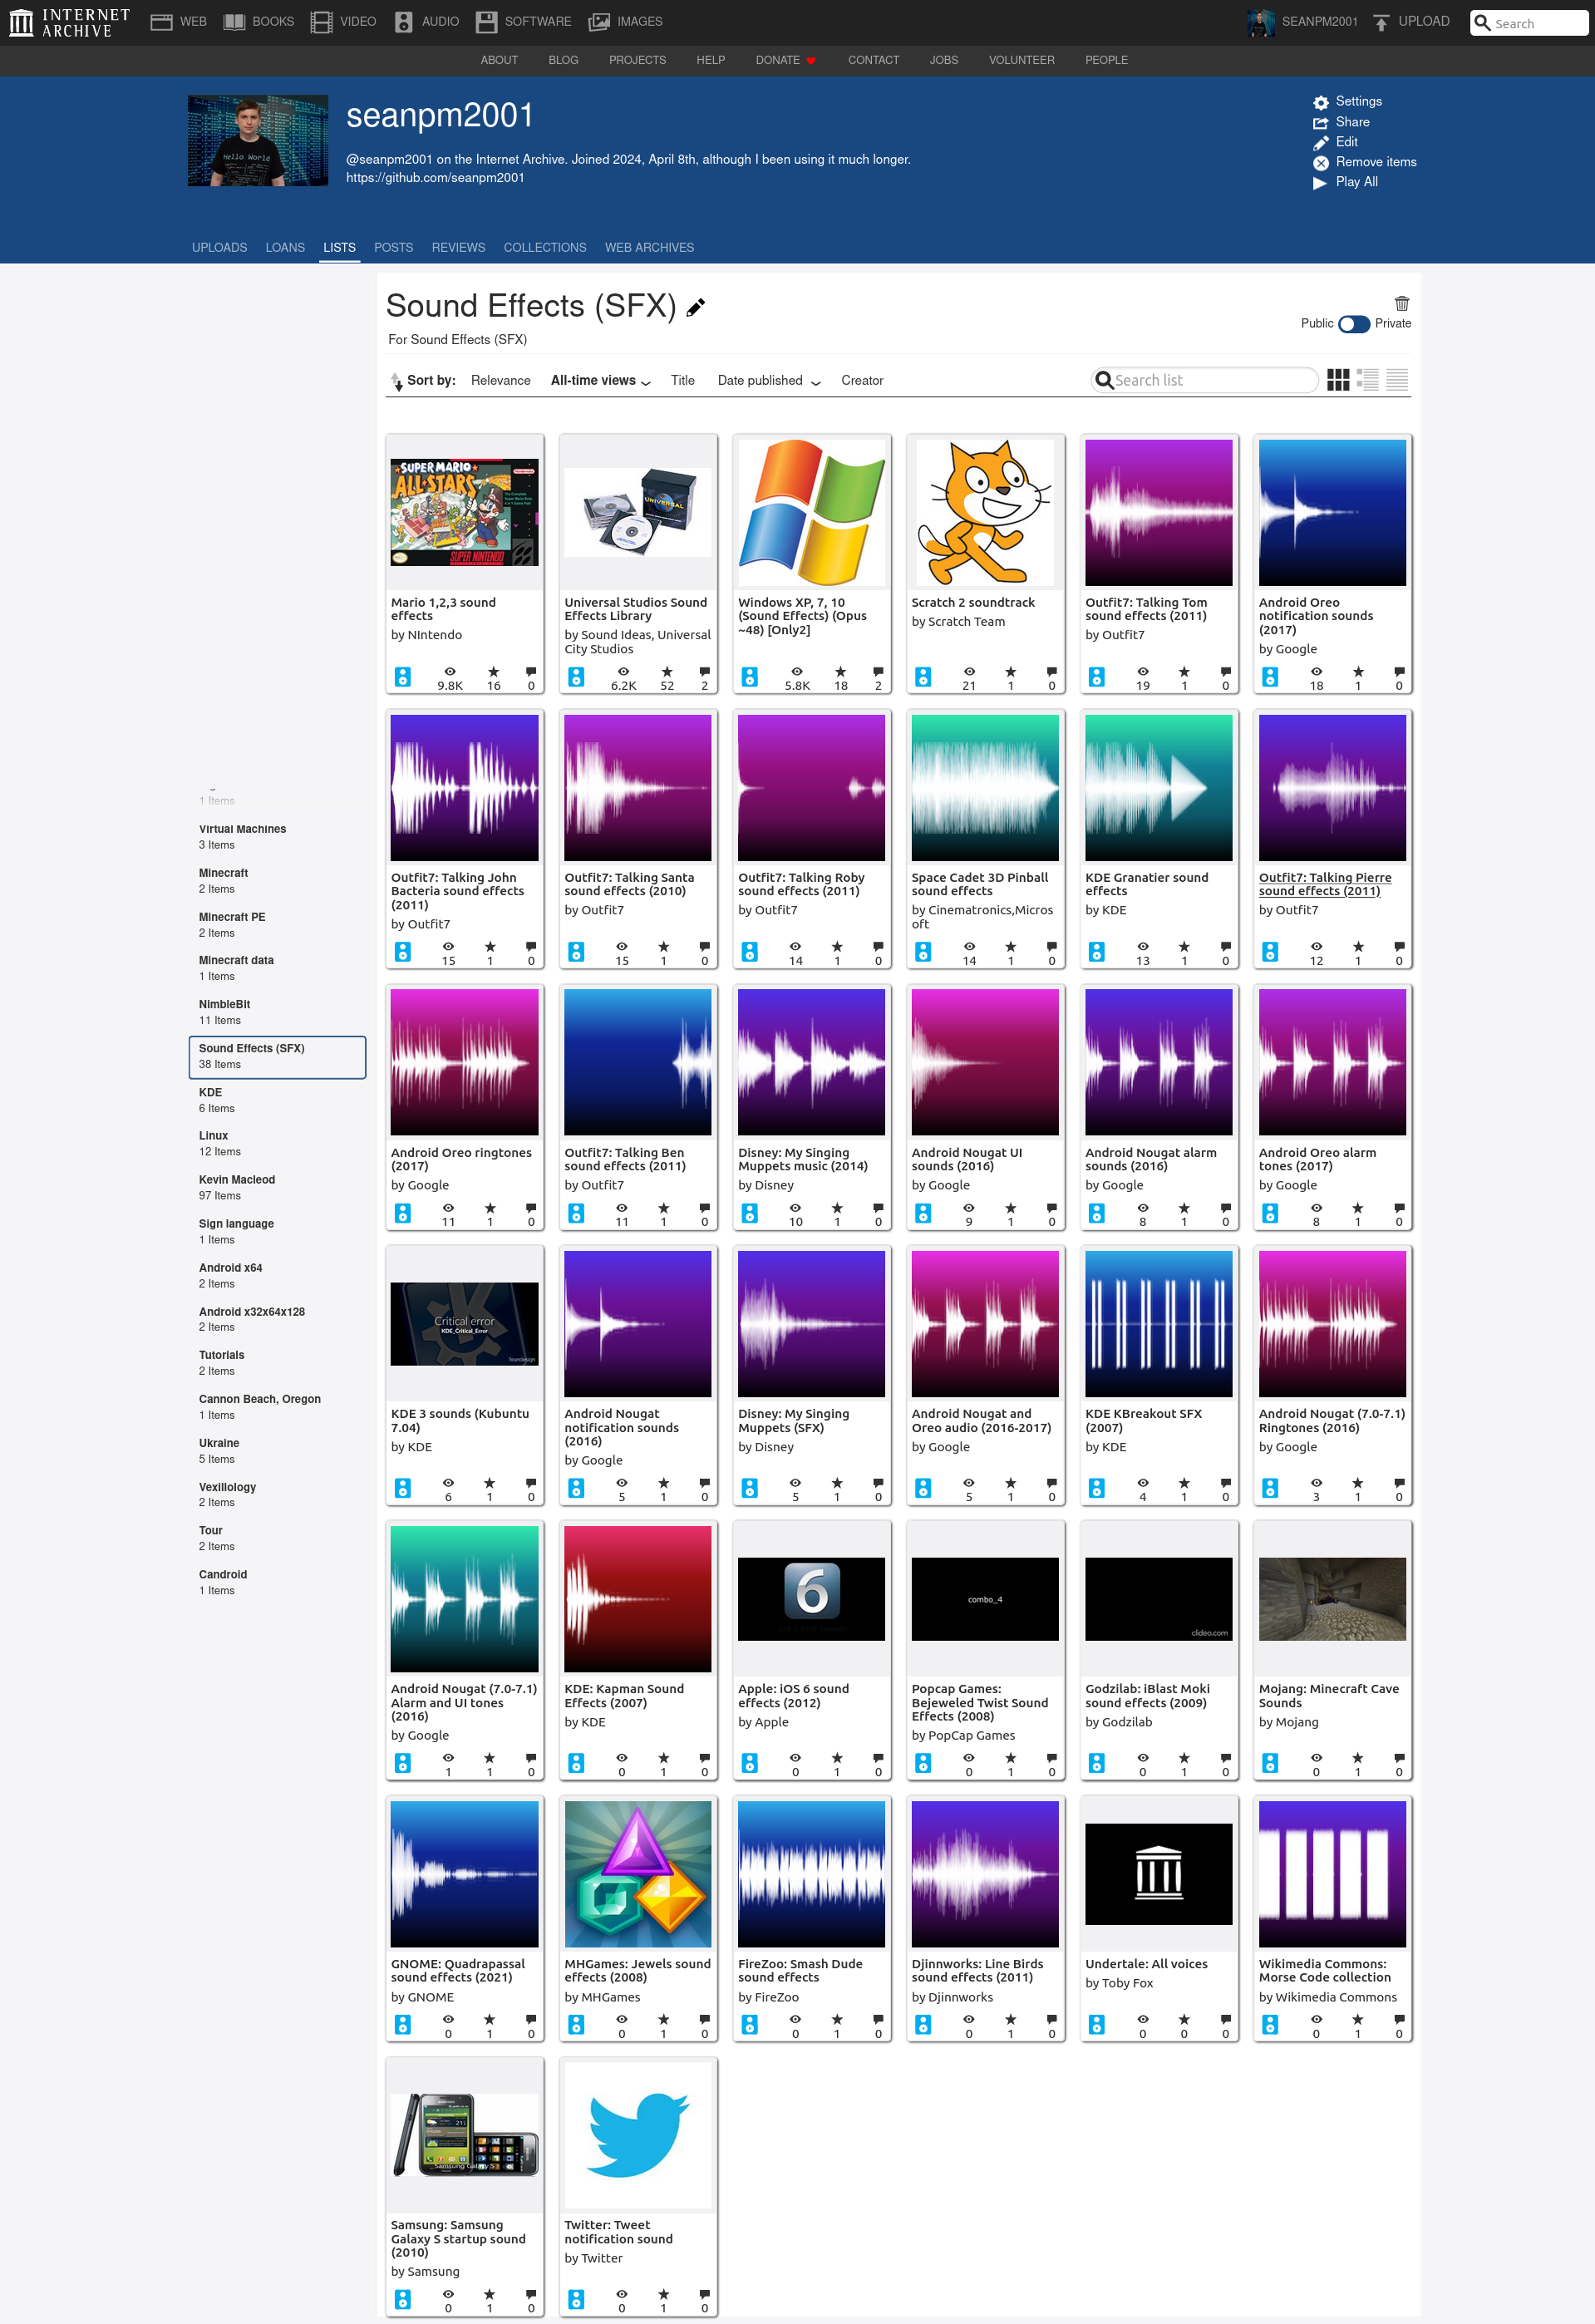 INTERNET
ARCHIVE
WEB BOOKS VIDEO AUDIO SOFTWARE IMAGES SEANPM2001 UPLOAD Search
ABOUT BLOG PROJECTS HELP DONATE CONTACT JOBS VOLUNTEER PEOPLE
Hello World
seanpm2001
@seanpm2001 on the Internet Archive. Joined 2024, April 8th, although I been using it much longer.
https://github.com/seanpm2001
Settings
Share
Edit
Remove items
Play All
UPLOADS LOANS LISTS POSTS REVIEWS COLLECTIONS WEB ARCHIVES
Sound Effects (SFX)
For Sound Effects (SFX)
Public Private
Sort by: Relevance All-time views Title Date published Creator Search list
1 Items
Virtual Machines
3 Items
Minecraft
2 Items
Minecraft PE
2 Items
Minecraft data
1 Items
NimbleBit
11 Items
Sound Effects (SFX)
38 Items
KDE
6 Items
Linux
12 Items
Kevin Macleod
97 Items
Sign language
1 Items
Android x64
2 Items
Android x32x64x128
2 Items
Tutorials
2 Items
Cannon Beach, Oregon
1 Items
Ukraine
5 Items
Vexillology
2 Items
Tour
2 Items
Candroid
1 Items
SUPER MARIO
ALL-STARS
SUPER NINTENDO
Mario 1,2,3 sound
effects
by NIntendo
9.8K 16 0
UNIVERSAL
Universal Studios Sound
Effects Library
by Sound Ideas, Universal
City Studios
6.2K 52 2
Windows XP, 7, 10
(Sound Effects) (Opus
~48) [Only2]
5.8K 18 2
Scratch 2 soundtrack
by Scratch Team
21 1 0
Outfit7: Talking Tom
sound effects (2011)
by Outfit7
19 1 0
Android Oreo
notification sounds
(2017)
by Google
18 1 0
Outfit7: Talking John
Bacteria sound effects
(2011)
by Outfit7
15 1 0
Outfit7: Talking Santa
sound effects (2010)
by Outfit7
15 1 0
Outfit7: Talking Roby
sound effects (2011)
by Outfit7
14 1 0
Space Cadet 3D Pinball
sound effects
by Cinematronics,Micros
oft
14 1 0
KDE Granatier sound
effects
by KDE
13 1 0
Outfit7: Talking Pierre
sound effects (2011)
by Outfit7
12 1 0
Android Oreo ringtones
(2017)
by Google
11 1 0
Outfit7: Talking Ben
sound effects (2011)
by Outfit7
11 1 0
Disney: My Singing
Muppets music (2014)
by Disney
10 1 0
Android Nougat UI
sounds (2016)
by Google
9 1 0
Android Nougat alarm
sounds (2016)
by Google
8 1 0
Android Oreo alarm
tones (2017)
by Google
8 1 0
Critical error
KDE_Critical_Error
KDE 3 sounds (Kubuntu
7.04)
by KDE
6 1 0
Android Nougat
notification sounds
(2016)
by Google
5 1 0
Disney: My Singing
Muppets (SFX)
by Disney
5 1 0
Android Nougat and
Oreo audio (2016-2017)
by Google
5 1 0
KDE KBreakout SFX
(2007)
by KDE
4 1 0
Android Nougat (7.0-7.1)
Ringtones (2016)
by Google
3 1 0
Android Nougat (7.0-7.1)
Alarm and UI tones
(2016)
by Google
1 1 0
KDE: Kapman Sound
Effects (2007)
by KDE
0 1 0
6
Apple: iOS 6 sound
effects (2012)
by Apple
0 1 0
combo_4
Popcap Games:
Bejeweled Twist Sound
Effects (2008)
by PopCap Games
0 1 0
clideo.com
Godzilab: iBlast Moki
sound effects (2009)
by Godzilab
0 1 0
Mojang: Minecraft Cave
Sounds
by Mojang
0 1 0
GNOME: Quadrapassal
sound effects (2021)
by GNOME
0 1 0
MHGames: Jewels sound
effects (2008)
by MHGames
0 1 0
FireZoo: Smash Dude
sound effects
by FireZoo
0 1 0
Djinnworks: Line Birds
sound effects (2011)
by Djinnworks
0 1 0
Undertale: All voices
by Toby Fox
0 0 0
Wikimedia Commons:
Morse Code collection
by Wikimedia Commons
0 1 0
Samsung Galaxy S
Samsung: Samsung
Galaxy S startup sound
(2010)
by Samsung
0 1 0
Twitter: Tweet
notification sound
by Twitter
0 1 0